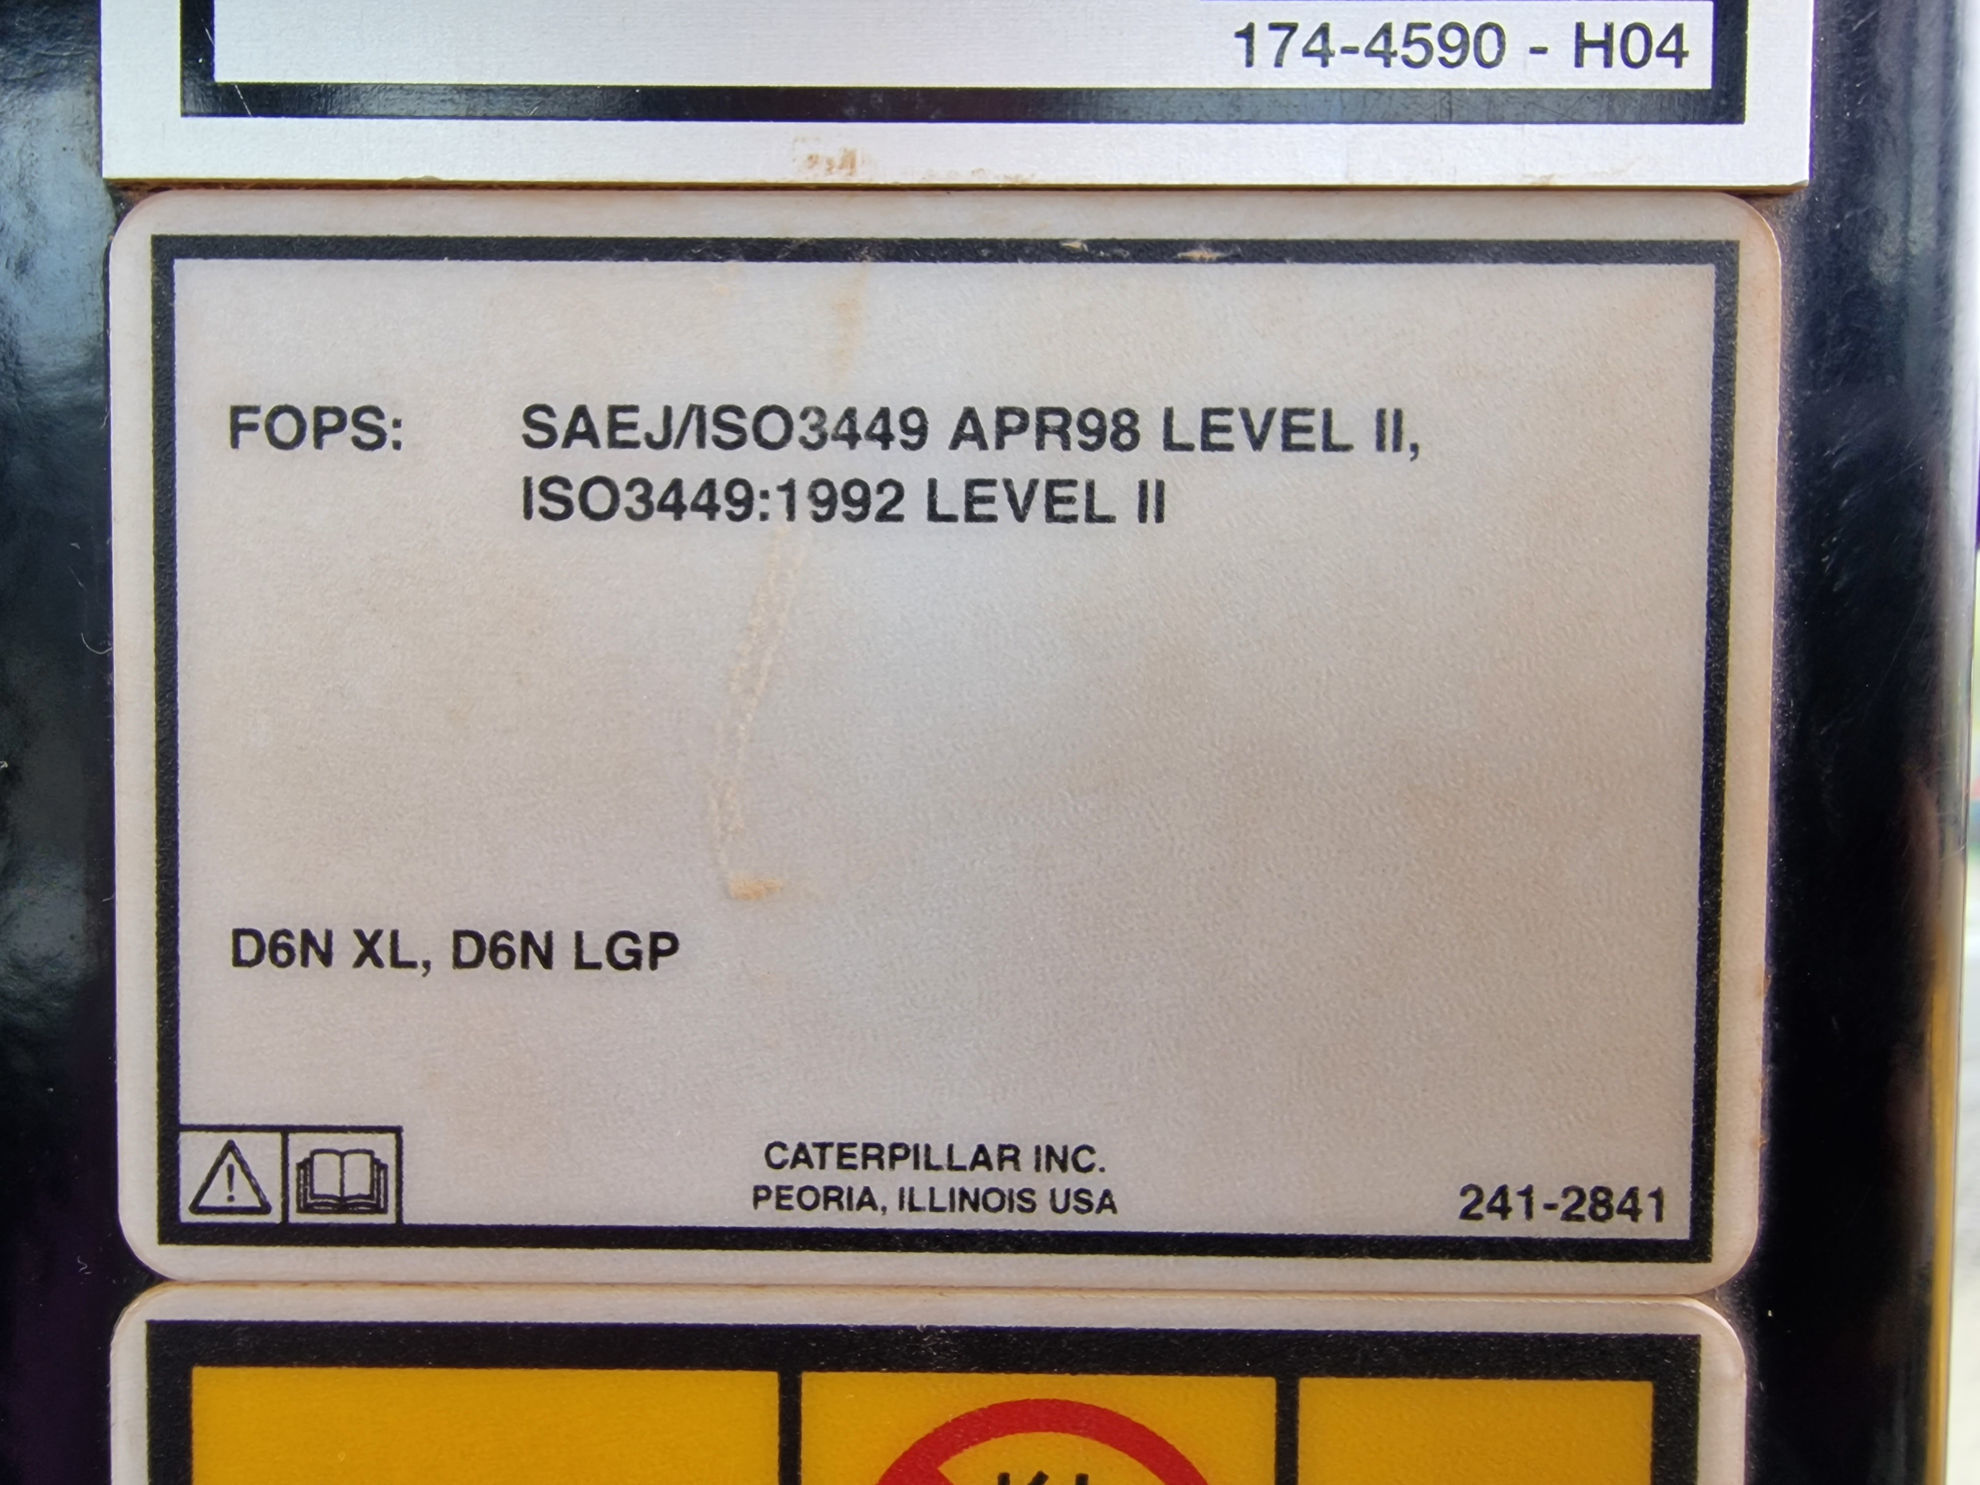 174-4590 - H04
FOPS: SAEJ/ISO3449 APR98 LEVEL II,
ISO3449:1992 LEVEL II
D6N XL, D6N LGP
CATERPILLAR INC.
PEORIA, ILLINOIS USA
241-2841